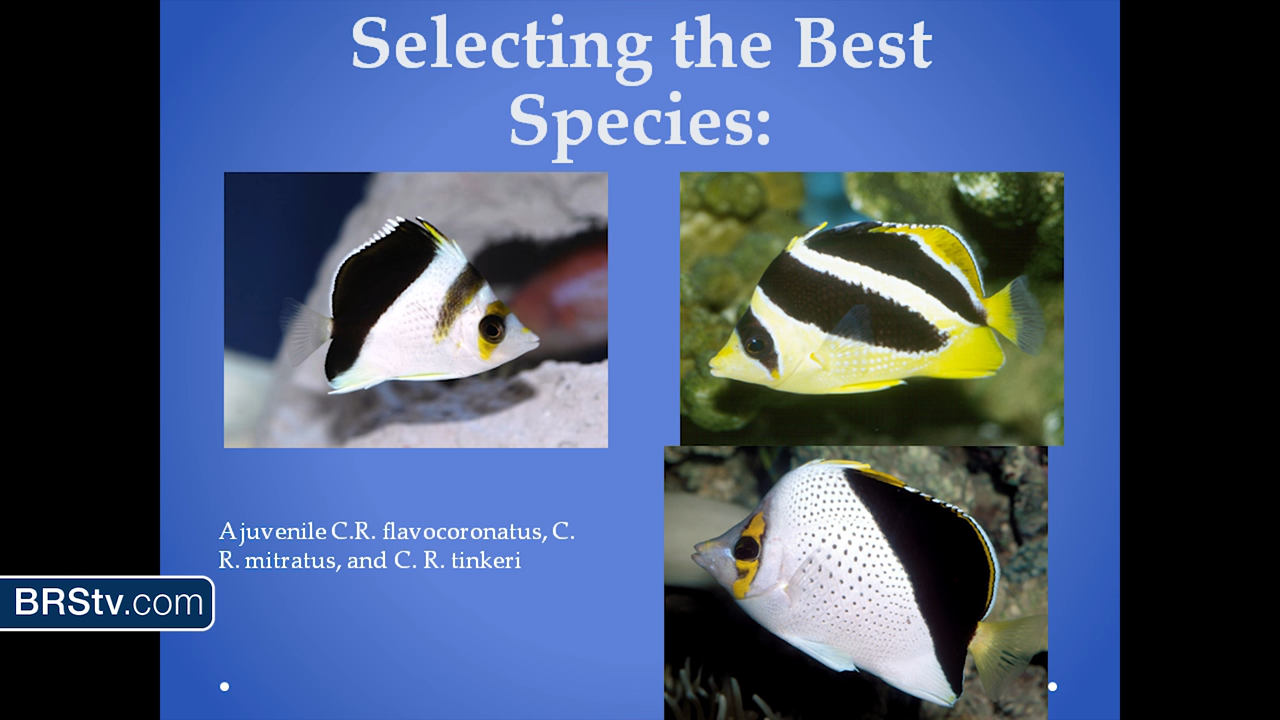 Selecting the Best
Species:
A juvenile C.R. flavocoronatus, C.
R. mitratus, and C. R. tinkeri
BRStv.com